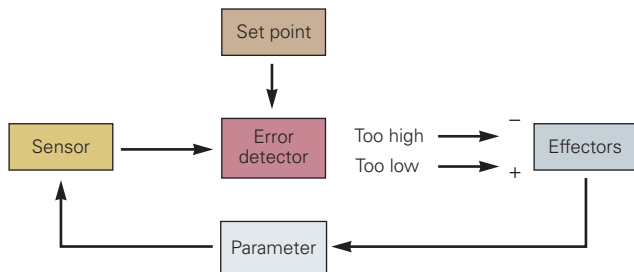 Set point
Sensor
Error
detector
Too high
−
Too low
+
Effectors
Parameter